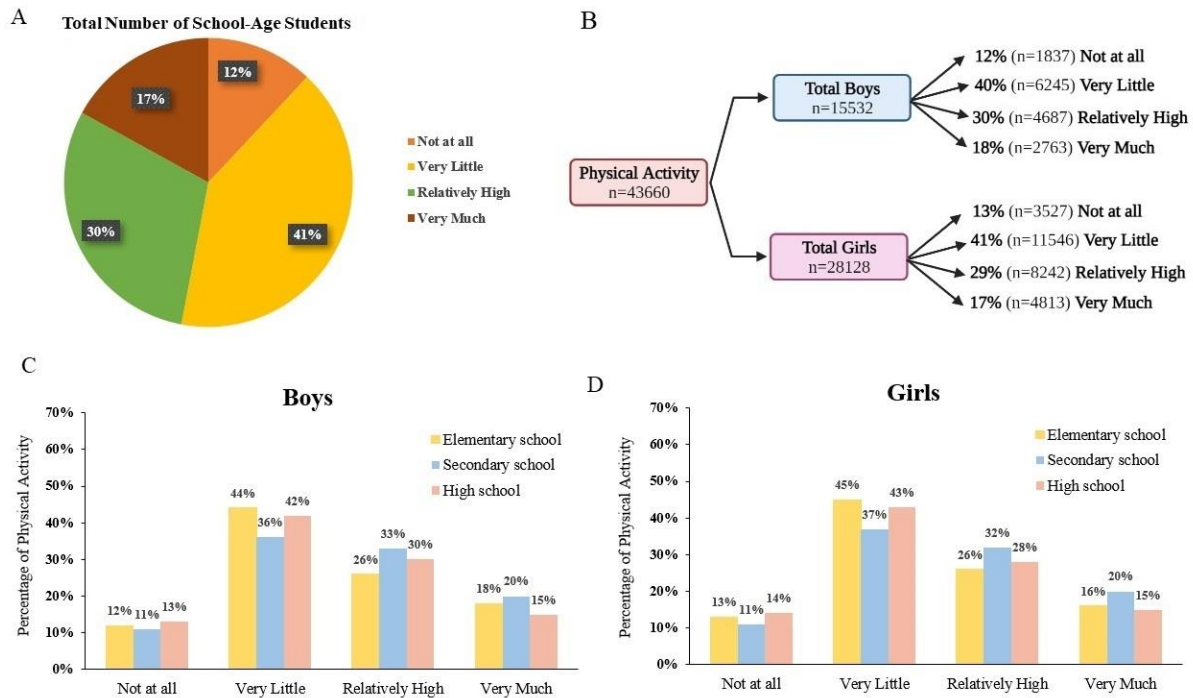 A
Total Number of School-Age Students
12%
17%
30%
41%
Not at all
Very Little
Relatively High
Very Much
B
Physical Activity
n=43660
Total Boys
n=15532
12% (n=1837) Not at all
40% (n=6245) Very Little
30% (n=4687) Relatively High
18% (n=2763) Very Much
Total Girls
n=28128
13% (n=3527) Not at all
41% (n=11546) Very Little
29% (n=8242) Relatively High
17% (n=4813) Very Much
C
Boys
Percentage of Physical Activity
70%
60%
50%
40%
30%
20%
10%
0%
Elementary school
Secondary school
High school
12% 11% 13%
44% 36% 42%
26% 33% 30%
18% 20% 15%
Not at all Very Little Relatively High Very Much
D
Girls
Percentage of Physical Activity
70%
60%
50%
40%
30%
20%
10%
0%
Elementary school
Secondary school
High school
13% 11% 14%
45% 37% 43%
26% 32% 28%
16% 20% 15%
Not at all Very Little Relatively High Very Much